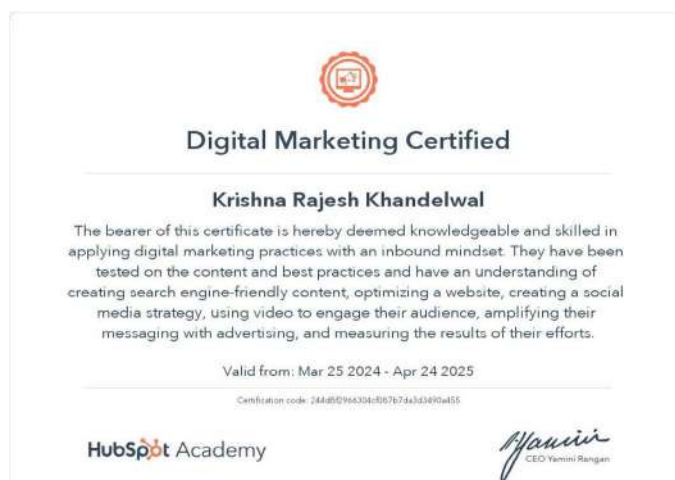 Digital Marketing Certified
Krishna Rajesh Khandelwal
The bearer of this certificate is hereby deemed knowledgeable and skilled in
applying digital marketing practices with an inbound mindset. They have been
tested on the content and best practices and have an understanding of
creating search engine-friendly content, optimizing a website, creating a social
media strategy, using video to engage their audience, amplifying their
messaging with advertising, and measuring the results of their efforts.
Valid from: Mar 25 2024 - Apr 24 2025
Certification code:
HubSpot Academy
Yamini
CEO Yamini Rangan